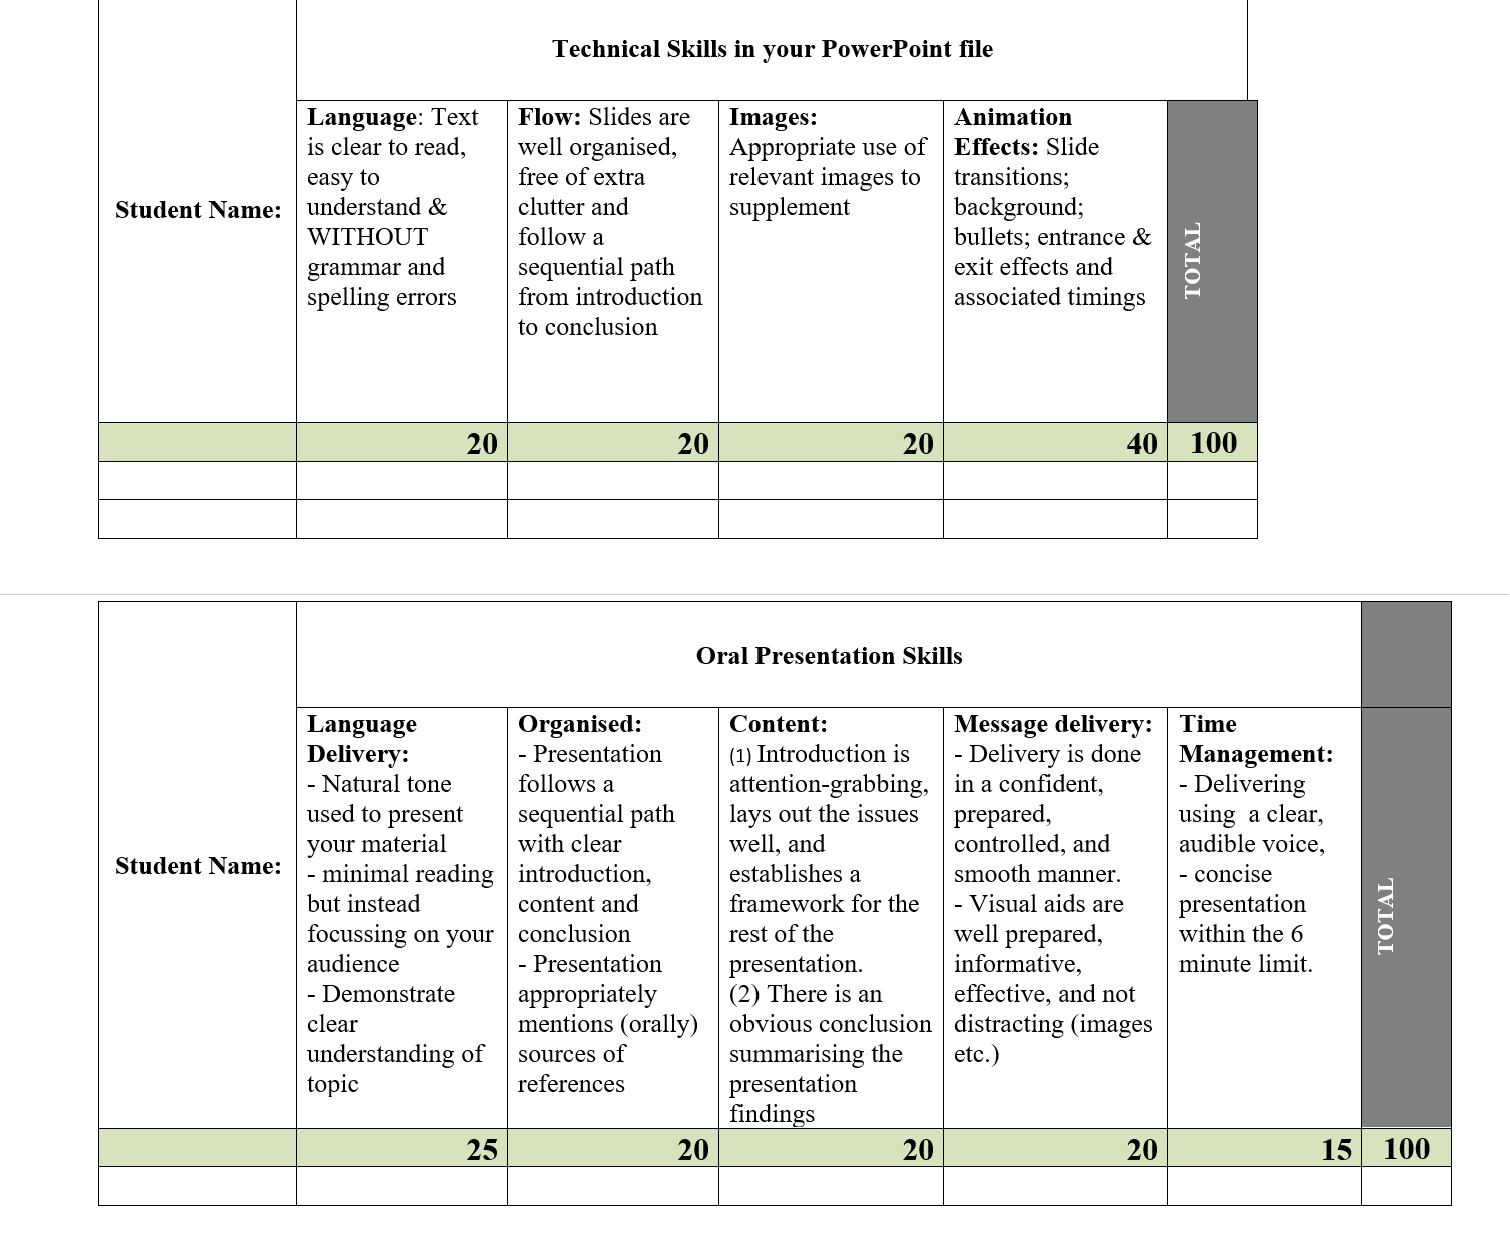 Technical Skills in your PowerPoint file
Student Name:
Language: Text
is clear to read,
easy to
understand &
WITHOUT
grammar and
spelling errors
Flow: Slides are
well organised,
free of extra
clutter and
follow a
sequential path
from introduction
to conclusion
Images:
Appropriate use of
relevant images to
supplement
Animation
Effects: Slide
transitions;
background;
bullets; entrance &
exit effects and
associated timings
TOTAL
20
20
20
40
100
Oral Presentation Skills
Student Name:
Language
Delivery:
- Natural tone
used to present
your material
- minimal reading
but instead
focussing on your
audience
- Demonstrate
clear
understanding of
topic
Organised:
- Presentation
follows a
sequential path
with clear
introduction,
content and
conclusion
- Presentation
appropriately
mentions (orally)
sources of
references
Content:
(1) Introduction is
attention-grabbing,
lays out the issues
well, and
establishes a
framework for the
rest of the
presentation.
(2) There is an
obvious conclusion
summarising the
presentation
findings
Message delivery:
- Delivery is done
in a confident,
prepared,
controlled, and
smooth manner.
- Visual aids are
well prepared,
informative,
effective, and not
distracting (images
etc.)
Time
Management:
- Delivering
using  a clear,
audible voice,
- concise
presentation
within the 6
minute limit.
TOTAL
25
20
20
20
15
100